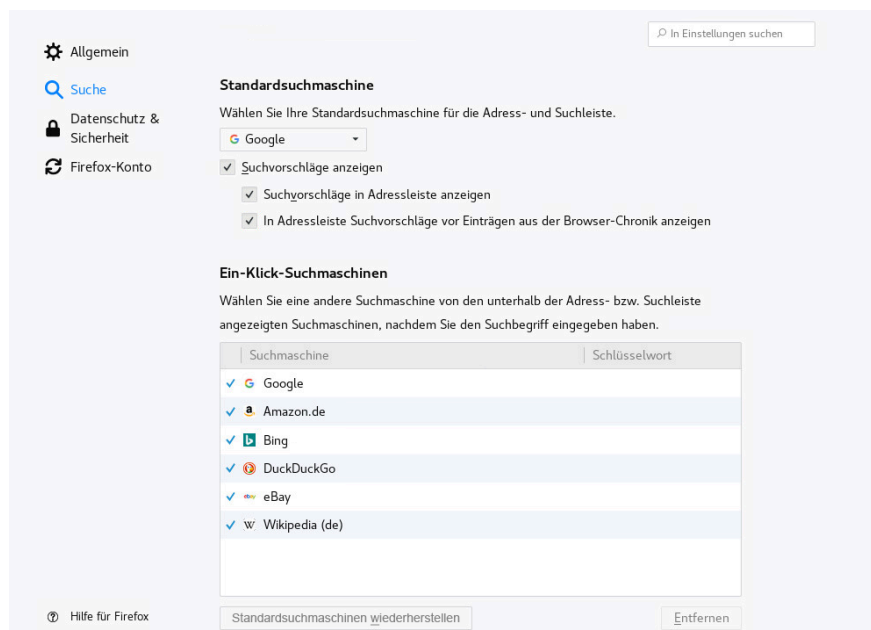 In Einstellungen suchen
Allgemein
Suche
Datenschutz &
Sicherheit
Firefox-Konto
Standardsuchmaschine
Wählen Sie Ihre Standardsuchmaschine für die Adress- und Suchleiste.
Google
Suchvorschläge anzeigen
Suchvorschläge in Adressleiste anzeigen
In Adressleiste Suchvorschläge vor Einträgen aus der Browser-Chronik anzeigen
Ein-Klick-Suchmaschinen
Wählen Sie eine andere Suchmaschine von den unterhalb der Adress- bzw. Suchleiste
angezeigten Suchmaschinen, nachdem Sie den Suchbegriff eingegeben haben.
Suchmaschine Schlüsselwort
Google
Amazon.de
Bing
DuckDuckGo
eBay
Wikipedia (de)
Hilfe für Firefox
Standardsuchmaschinen wiederherstellen
Entfernen